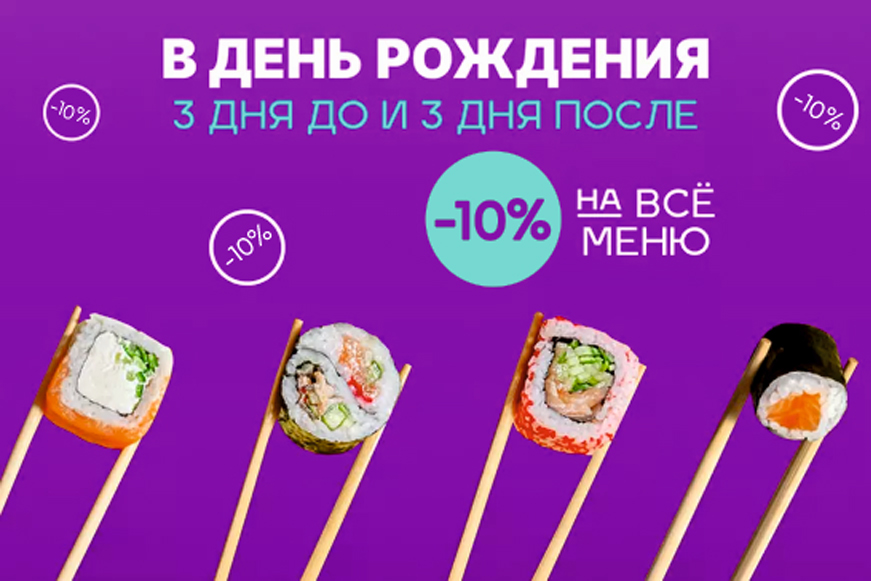 В ДЕНЬ РОЖДЕНИЯ
3 ДНЯ ДО И 3 ДНЯ ПОСЛЕ
-10%
-10%
-10%
-10%
НА ВСЁ
МЕНЮ